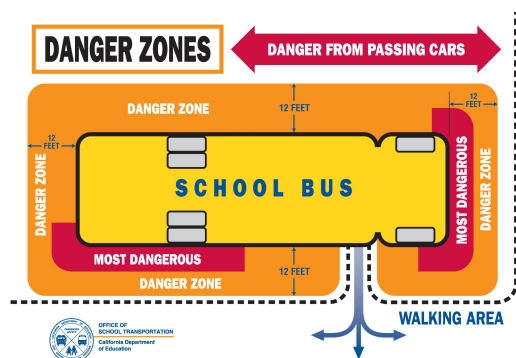 DANGER ZONES
DANGER FROM PASSING CARS
DANGER ZONE
12 FEET
12
FEET
12
FEET
DANGER ZONE
SCHOOL BUS
MOST DANGEROUS
DANGER ZONE
MOST DANGEROUS
DANGER ZONE
12 FEET
WALKING AREA
OFFICE OF
SCHOOL TRANSPORTATION
California Department
of Education